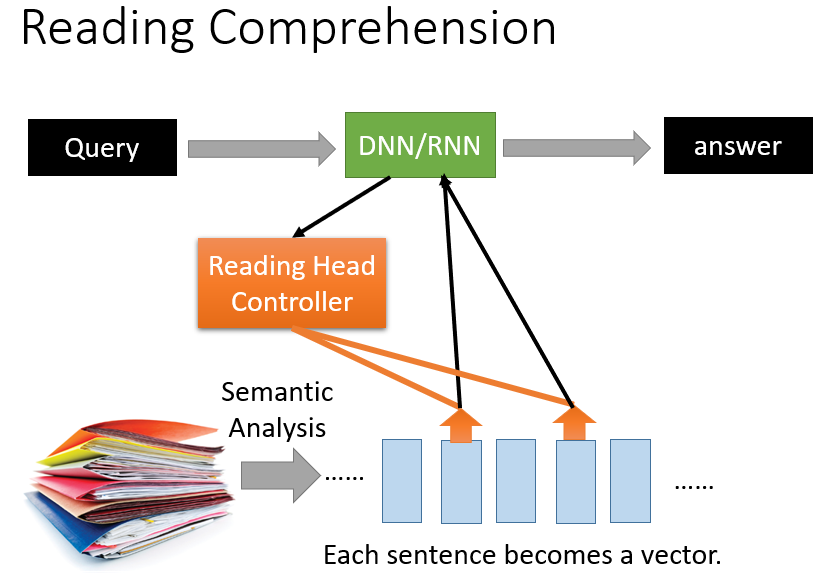 Reading Comprehension
Query
DNN/RNN
answer
Reading Head
Controller
Semantic
Analysis
......
......
Each sentence becomes a vector.